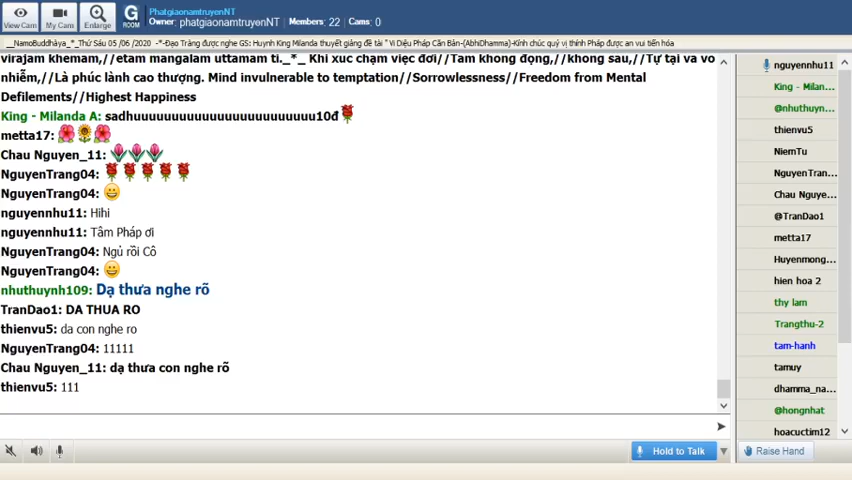 PhatgiaonamtruyenNT
Owner: phatgiaonamtruyenNT Members: 22 Cams: 0
View Cam My Cam Enlarge G ROOM
__NamoBuddhàya_*_Thứ Sáu 05 /06 /2020 -*-Đạo Tràng được nghe GS: Huynh King Milanda thuyết giảng đề tài " Vi Diệu Pháp Căn Bản-(AbhiDhamma)-Kính chúc quý vị thính Pháp được an vui tiến hóa
virajam khemam,//etam mangalam uttamam ti._*_ Khi xúc chạm việc đời//Tâm không động,//không sầu,//Tự tại và vô
nhiễm,//Là phúc lành cao thượng. Mind invulnerable to temptation//Sorrowlessness//Freedom from Mental
Defilements//Highest Happiness
King - Milanda A: sadhuuuuuuuuuuuuuuuuuuuuuuuu10đ
metta17:
Chau Nguyen_11:
NguyenTrang04:
NguyenTrang04:
nguyennhu11: Hihi
nguyennhu11: Tâm Pháp ơi
NguyenTrang04: Ngủ rồi Cô
NguyenTrang04:
nhuthuynh109: Dạ thưa nghe rõ
TranDao1: DA THUA RO
thienvu5: da con nghe ro
NguyenTrang04: 11111
Chau Nguyen_11: dạ thưa con nghe rõ
thienvu5: 111
nguyennhu11
King - Milan...
@nhuthuyn...
thienvu5
NiemTu
NguyenTran...
Chau Nguye...
@TranDao1
metta17
Huyenmong...
hien hoa 2
thy lam
Trangthu-2
tam-hanh
tamuy
dhamma_na...
@hongnhat
hoacuctim12
Hold to Talk
Raise Hand